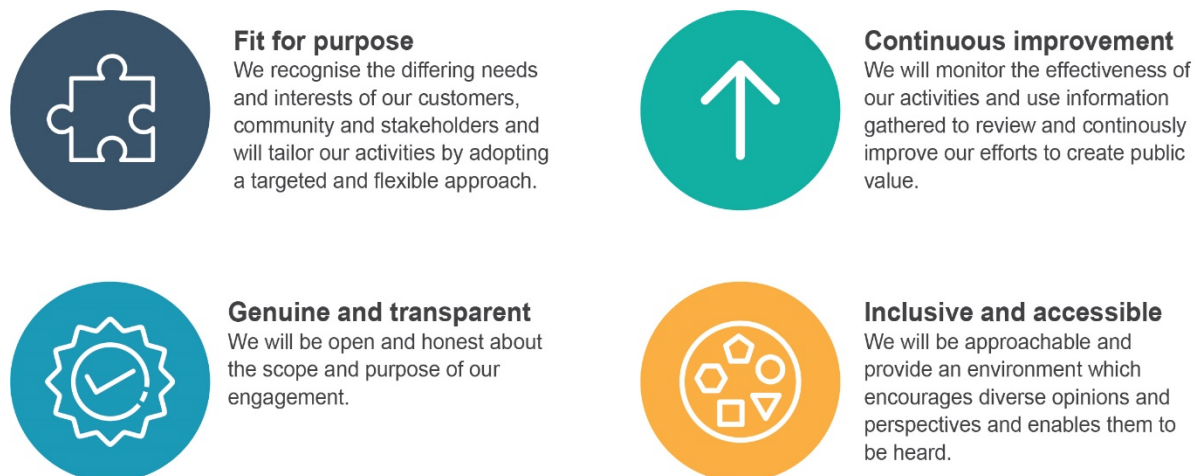 Fit for purpose
We recognise the differing needs
and interests of our customers,
community and stakeholders and
will tailor our activities by adopting
a targeted and flexible approach.
Continuous improvement
We will monitor the effectiveness of
our activities and use information
gathered to review and continously
improve our efforts to create public
value.
Genuine and transparent
We will be open and honest about
the scope and purpose of our
engagement.
Inclusive and accessible
We will be approachable and
provide an environment which
encourages diverse opinions and
perspectives and enables them to
be heard.